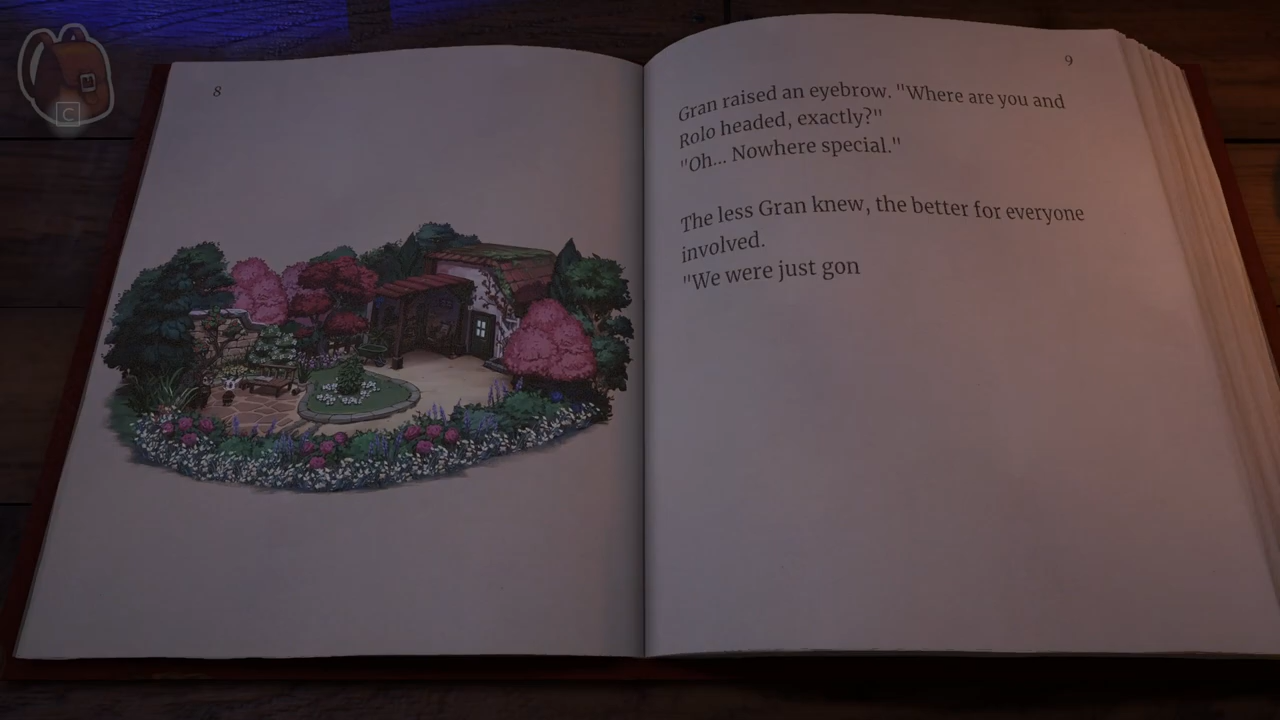 C
8
9
Gran raised an eyebrow. "Where are you and
Rolo headed, exactly?"
"Oh... Nowhere special."
The less Gran knew, the better for everyone
involved.
"We were just gon